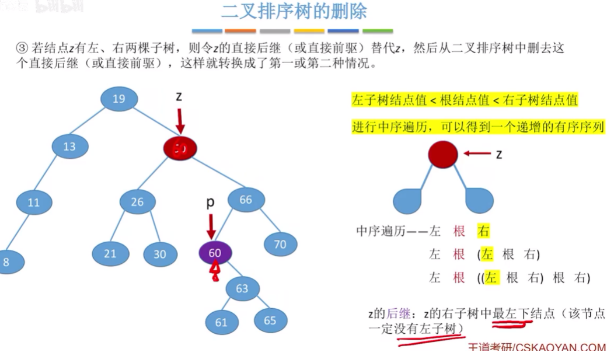 二叉排序树的删除
③ 若结点z有左、右两棵子树，则令z的直接后继（或直接前驱）替代z，然后从二叉排序树中删去这
个直接后继（或直接前驱），这样就转换成了第一或第二种情况。
左子树结点值 < 根结点值 < 右子树结点值
进行中序遍历，可以得到一个递增的有序序列
19
z
13
z
11
26
p
66
中序遍历——左 根 右
21
30
60
70
左 根 (左 根 右)
8
左 根 ((左 根 右) 根 右)
63
61
65
z的后继：z的右子树中最左下结点（该节点
一定没有左子树）
王道考研/CSKAOYAN.COM